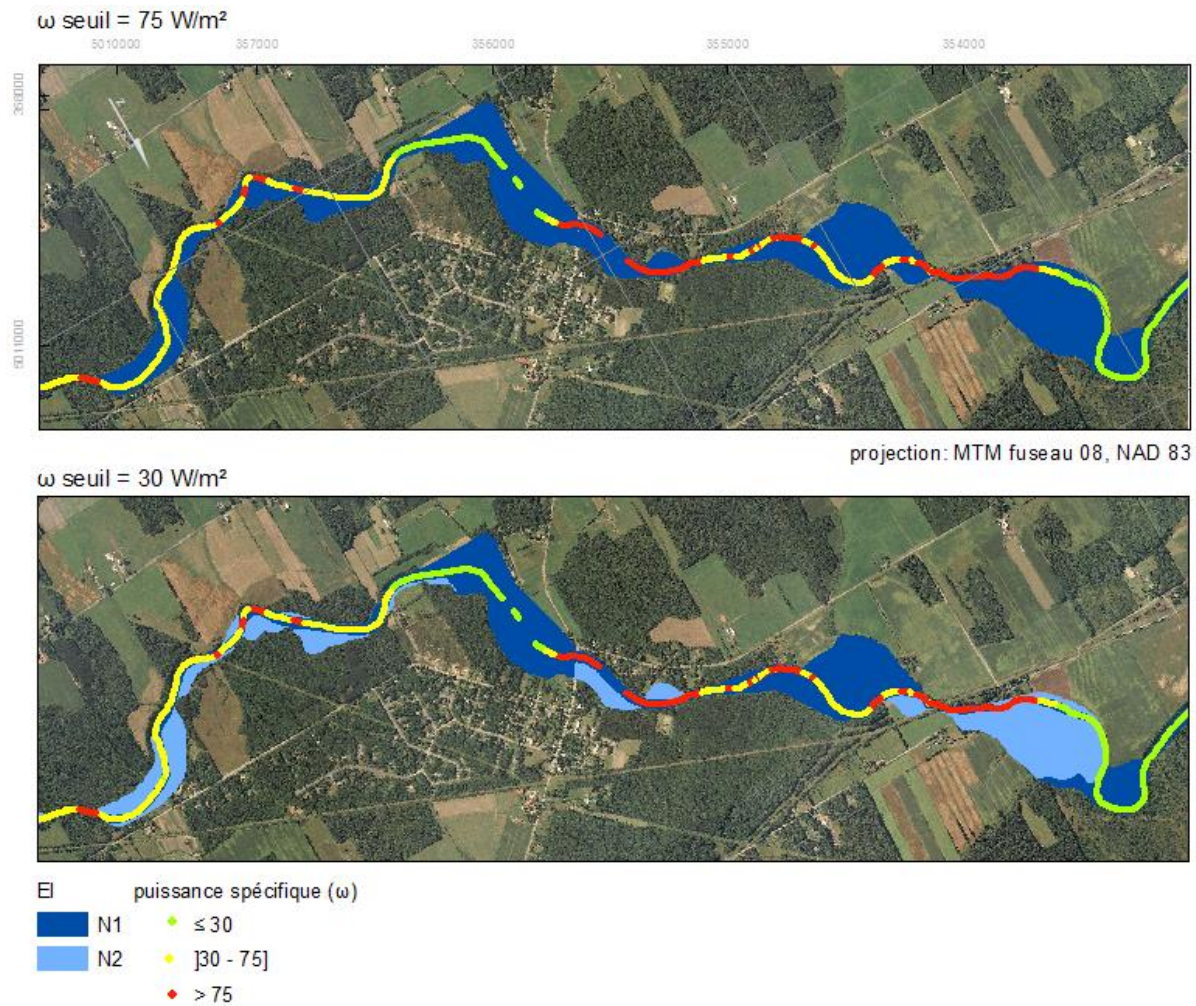 ω seuil = 75 W/m²
5010000 357000 356000 355000 354000
358000
5011000
projection: MTM fuseau 08, NAD 83
ω seuil = 30 W/m²
EI puissance spécifique (ω)
N1 ≤ 30
N2 ]30 - 75]
> 75